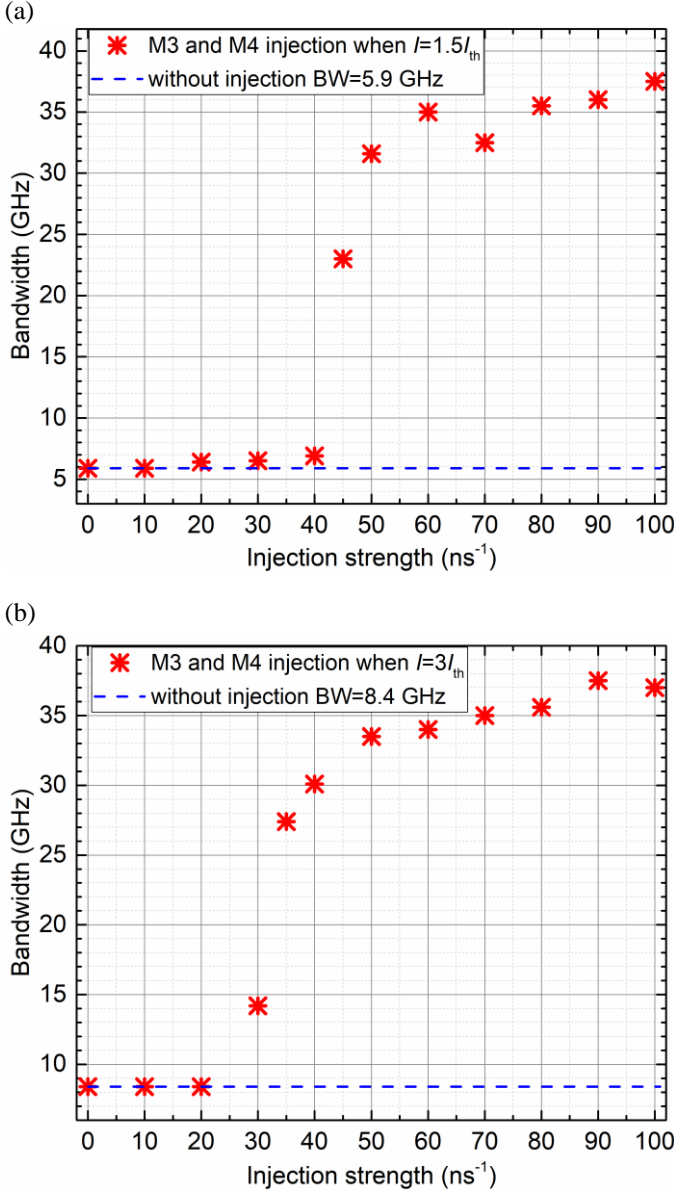 (a)
M3 and M4 injection when I=1.5Ith
without injection BW=5.9 GHz
40
35
30
25
20
15
10
5
Bandwidth (GHz)
0 10 20 30 40 50 60 70 80 90 100
Injection strength (ns-1)
(b)
M3 and M4 injection when I=3Ith
without injection BW=8.4 GHz
40
35
30
25
20
15
10
Bandwidth (GHz)
0 10 20 30 40 50 60 70 80 90 100
Injection strength (ns-1)